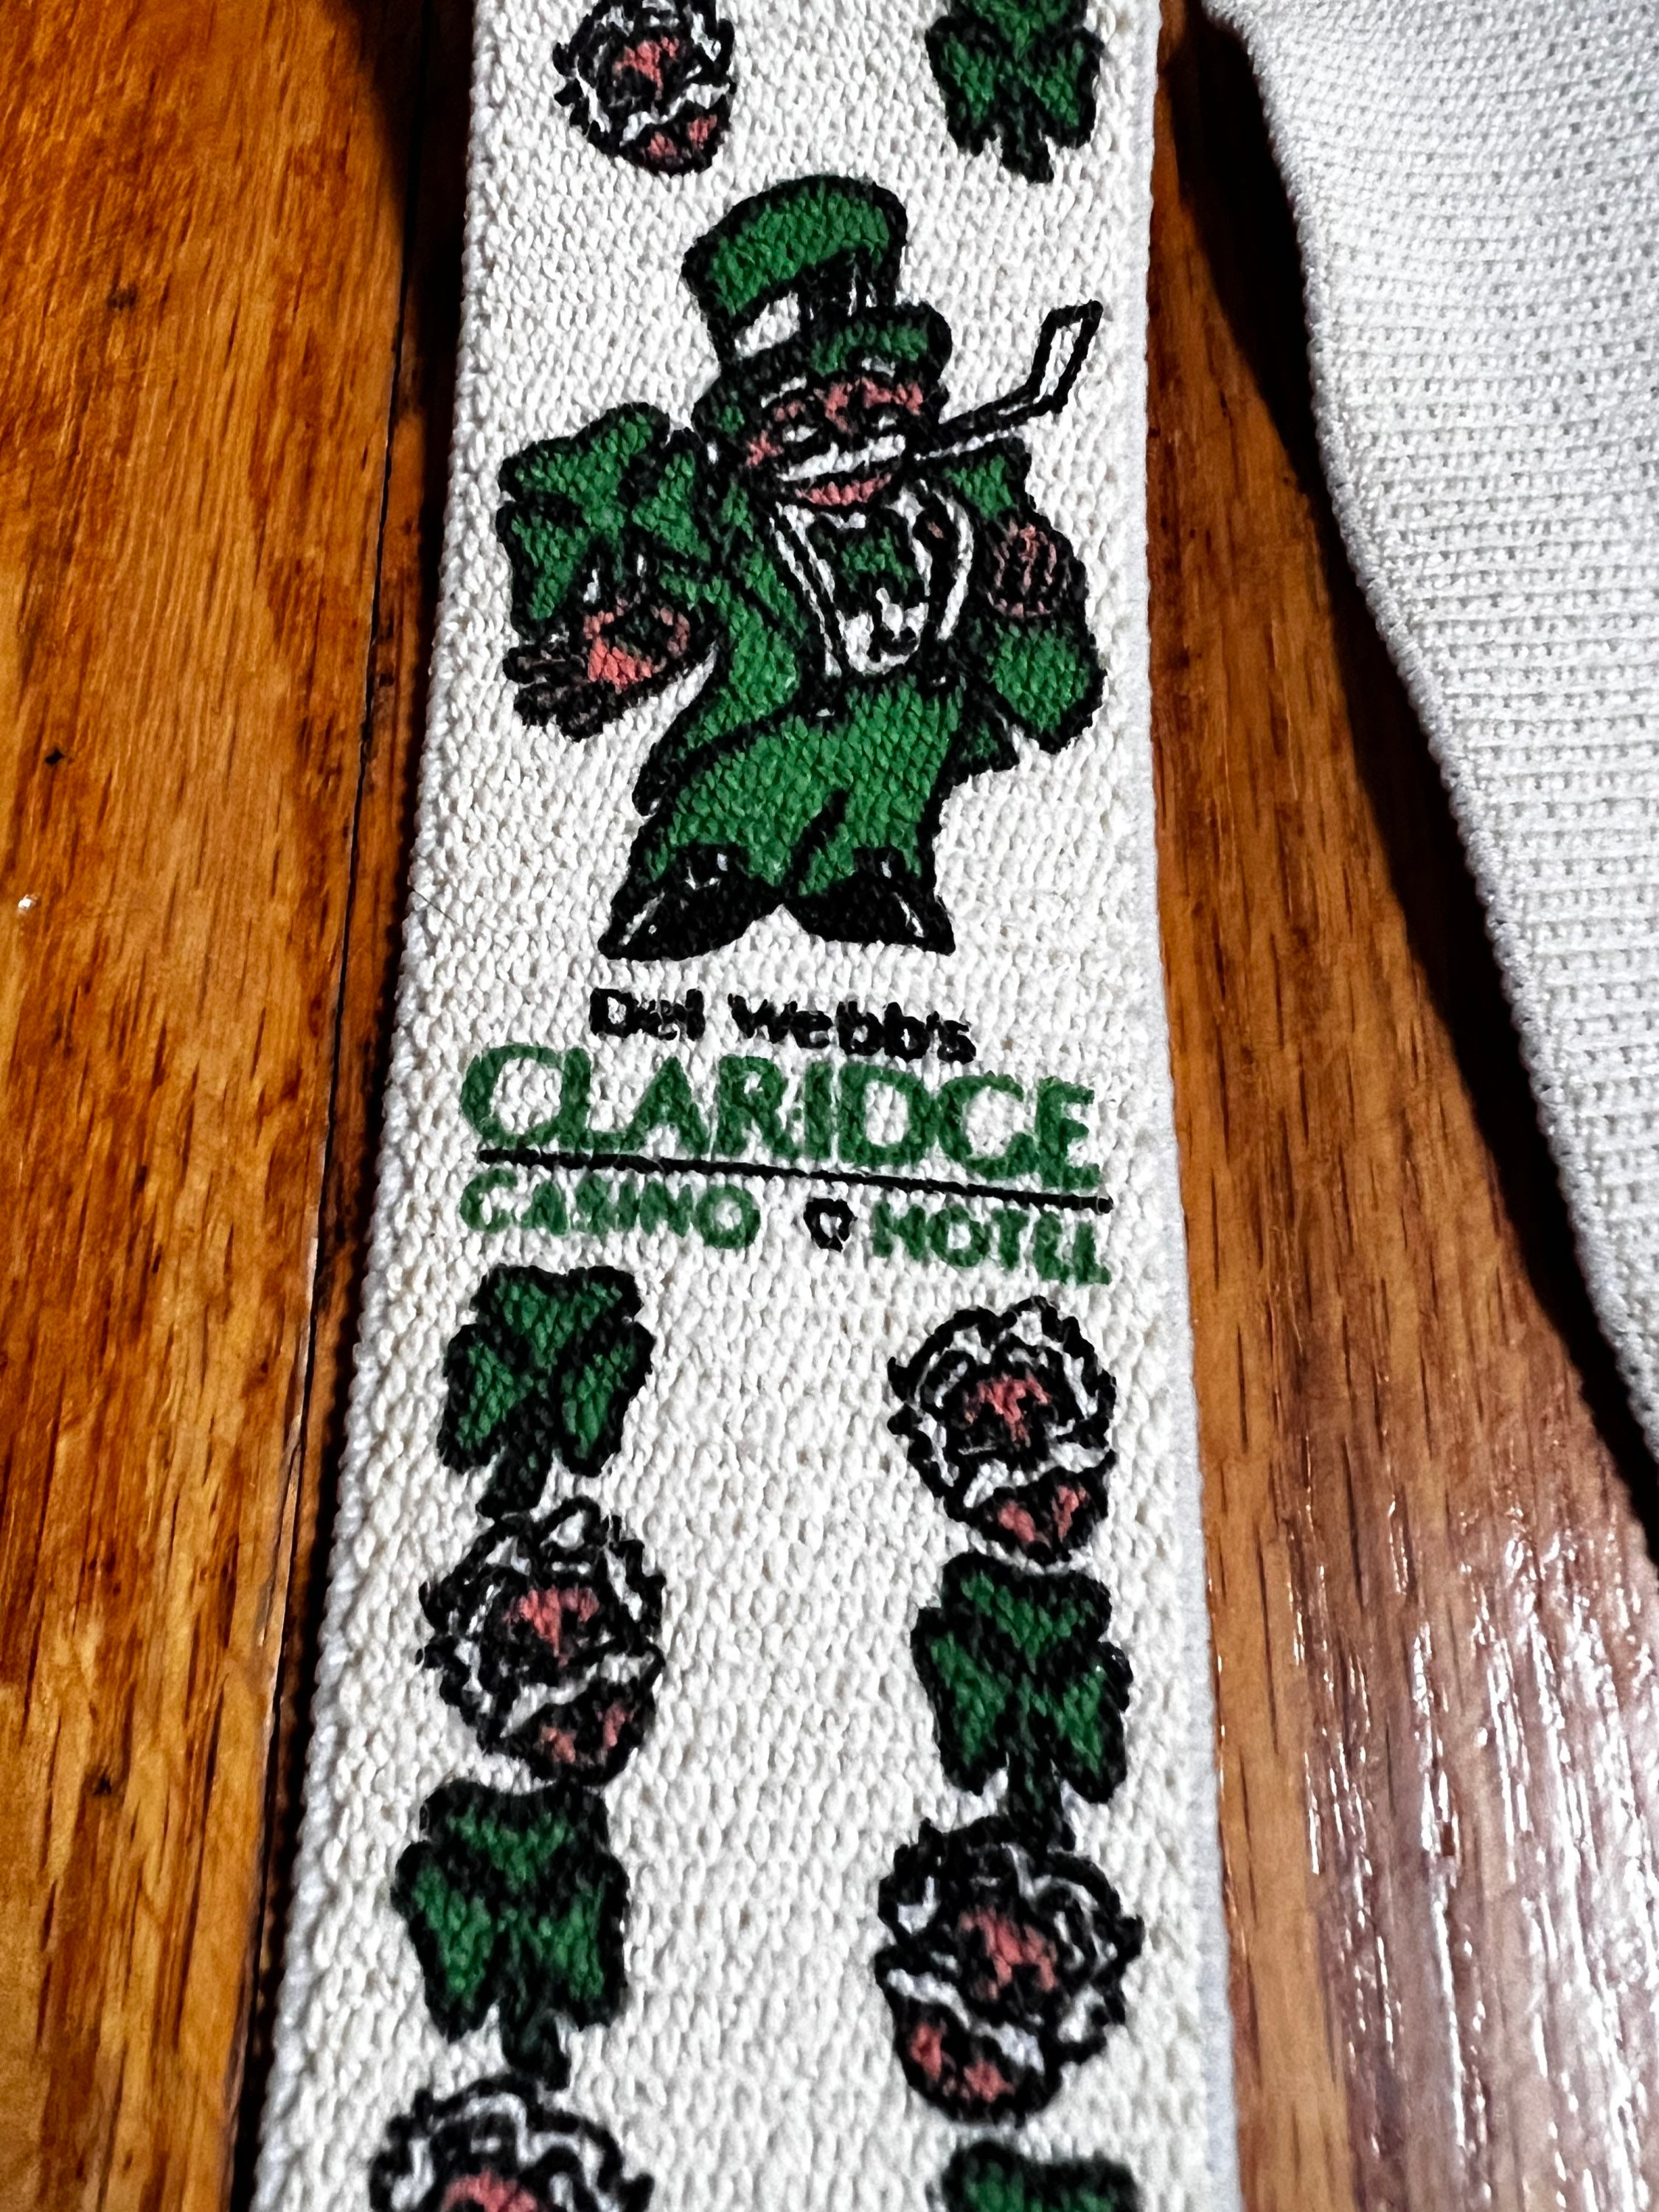 Del Webb's
CLARIDGE
CASINO HOTEL